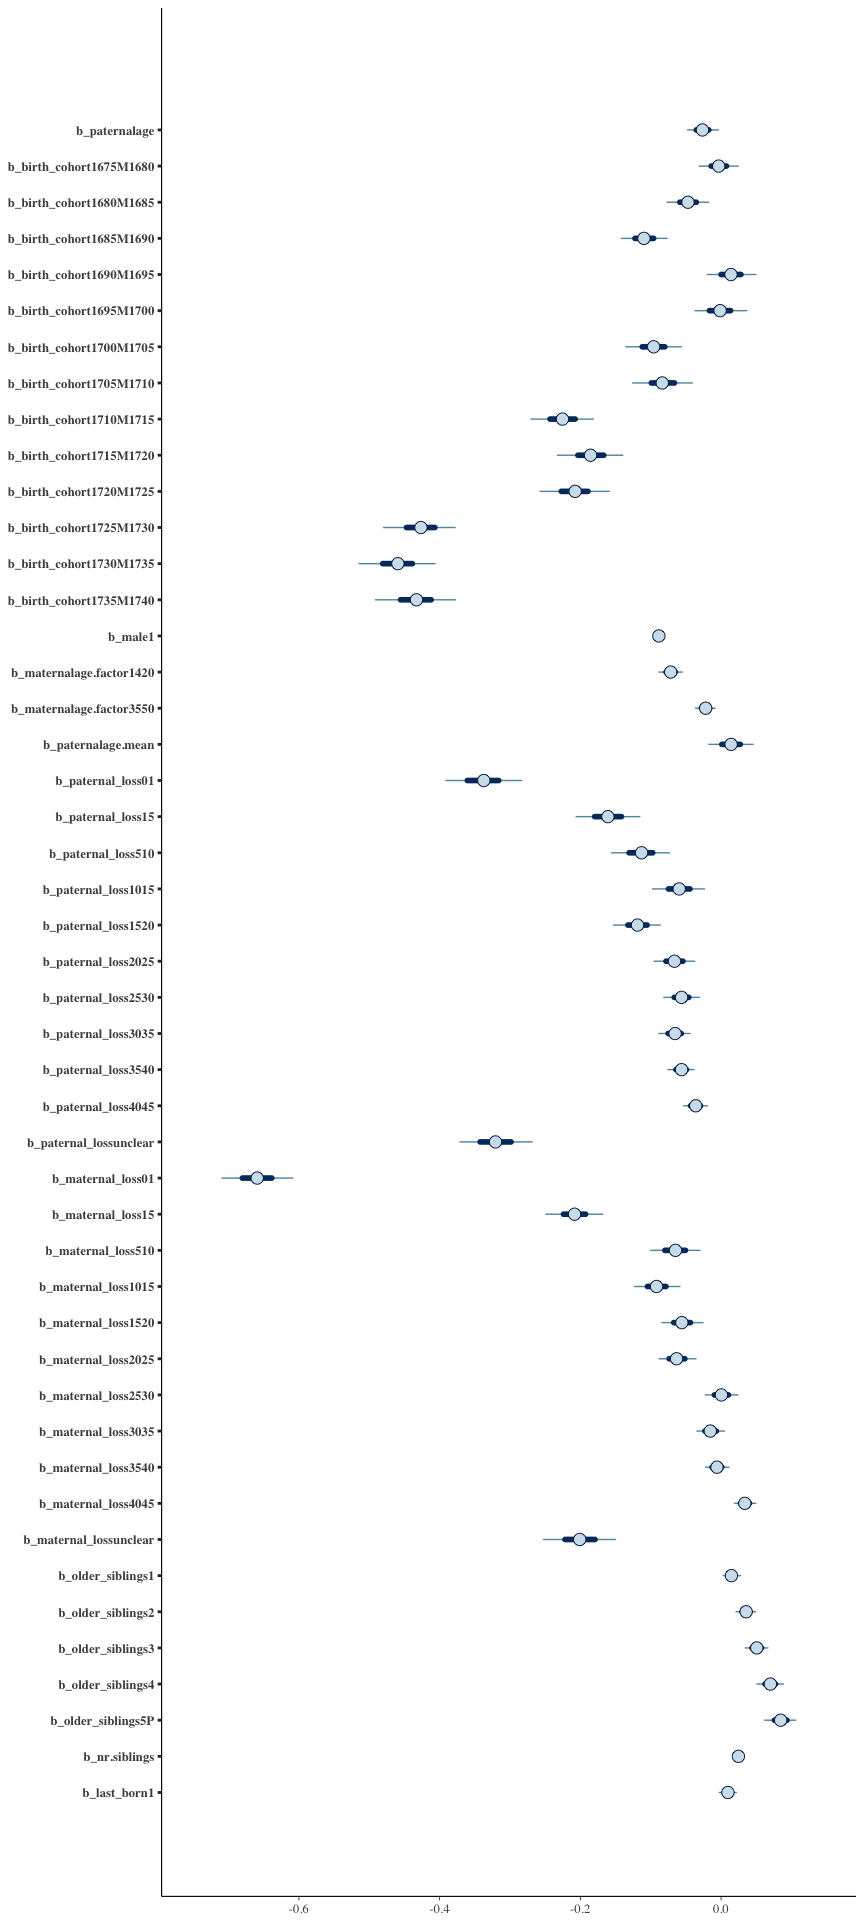 b_paternalage
b_birth_cohort1675M1680
b_birth_cohort1680M1685
b_birth_cohort1685M1690
b_birth_cohort1690M1695
b_birth_cohort1695M1700
b_birth_cohort1700M1705
b_birth_cohort1705M1710
b_birth_cohort1710M1715
b_birth_cohort1715M1720
b_birth_cohort1720M1725
b_birth_cohort1725M1730
b_birth_cohort1730M1735
b_birth_cohort1735M1740
b_male1
b_maternalage.factor1420
b_maternalage.factor3550
b_paternalage.mean
b_paternal_loss01
b_paternal_loss15
b_paternal_loss510
b_paternal_loss1015
b_paternal_loss1520
b_paternal_loss2025
b_paternal_loss2530
b_paternal_loss3035
b_paternal_loss3540
b_paternal_loss4045
b_paternal_lossunclear
b_maternal_loss01
b_maternal_loss15
b_maternal_loss510
b_maternal_loss1015
b_maternal_loss1520
b_maternal_loss2025
b_maternal_loss2530
b_maternal_loss3035
b_maternal_loss3540
b_maternal_loss4045
b_maternal_lossunclear
b_older_siblings1
b_older_siblings2
b_older_siblings3
b_older_siblings4
b_older_siblings5P
b_nr.siblings
b_last_born1
-0.6 -0.4 -0.2 0.0